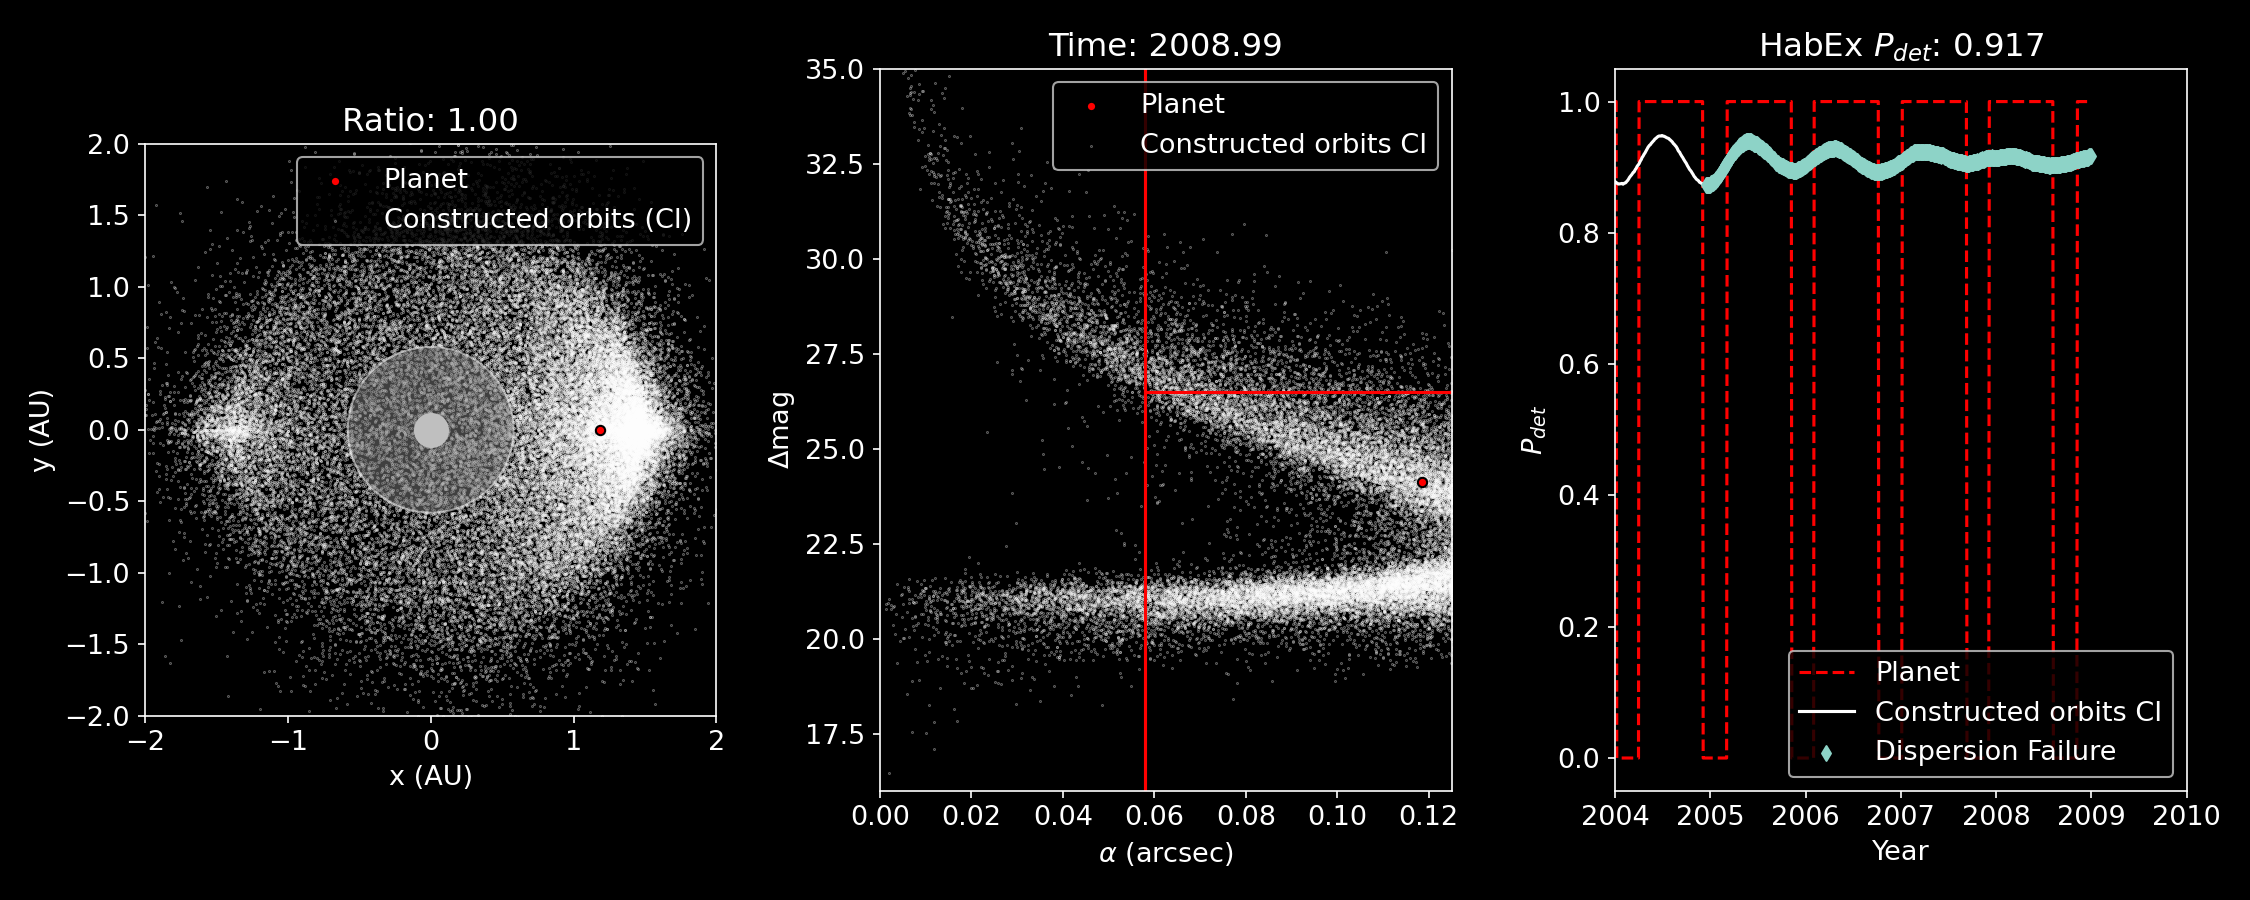 Ratio: 1.00
Planet
Constructed orbits (CI)
2.0
1.5
1.0
0.5
0.0
−0.5
−1.0
−1.5
−2.0
y (AU)
−2
−1
0
1
2
x (AU)
Time: 2008.99
Planet
Constructed orbits CI
35.0
32.5
30.0
27.5
25.0
22.5
20.0
17.5
Δmag
0.00
0.02
0.04
0.06
0.08
0.10
0.12
α (arcsec)
HabEx P_det: 0.917
1.0
0.8
0.6
0.4
0.2
0.0
P_det
Planet
Constructed orbits CI
Dispersion Failure
2004
2005
2006
2007
2008
2009
2010
Year